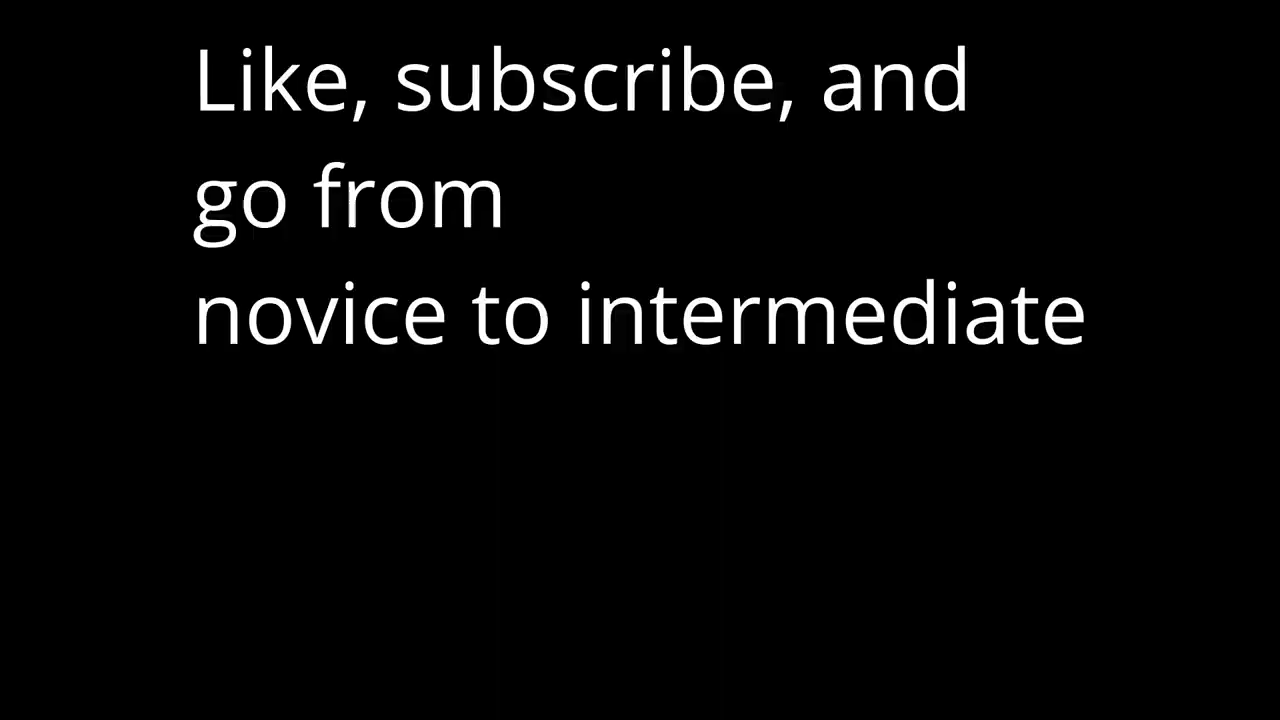 Like, subscribe, and
go from
novice to intermediate